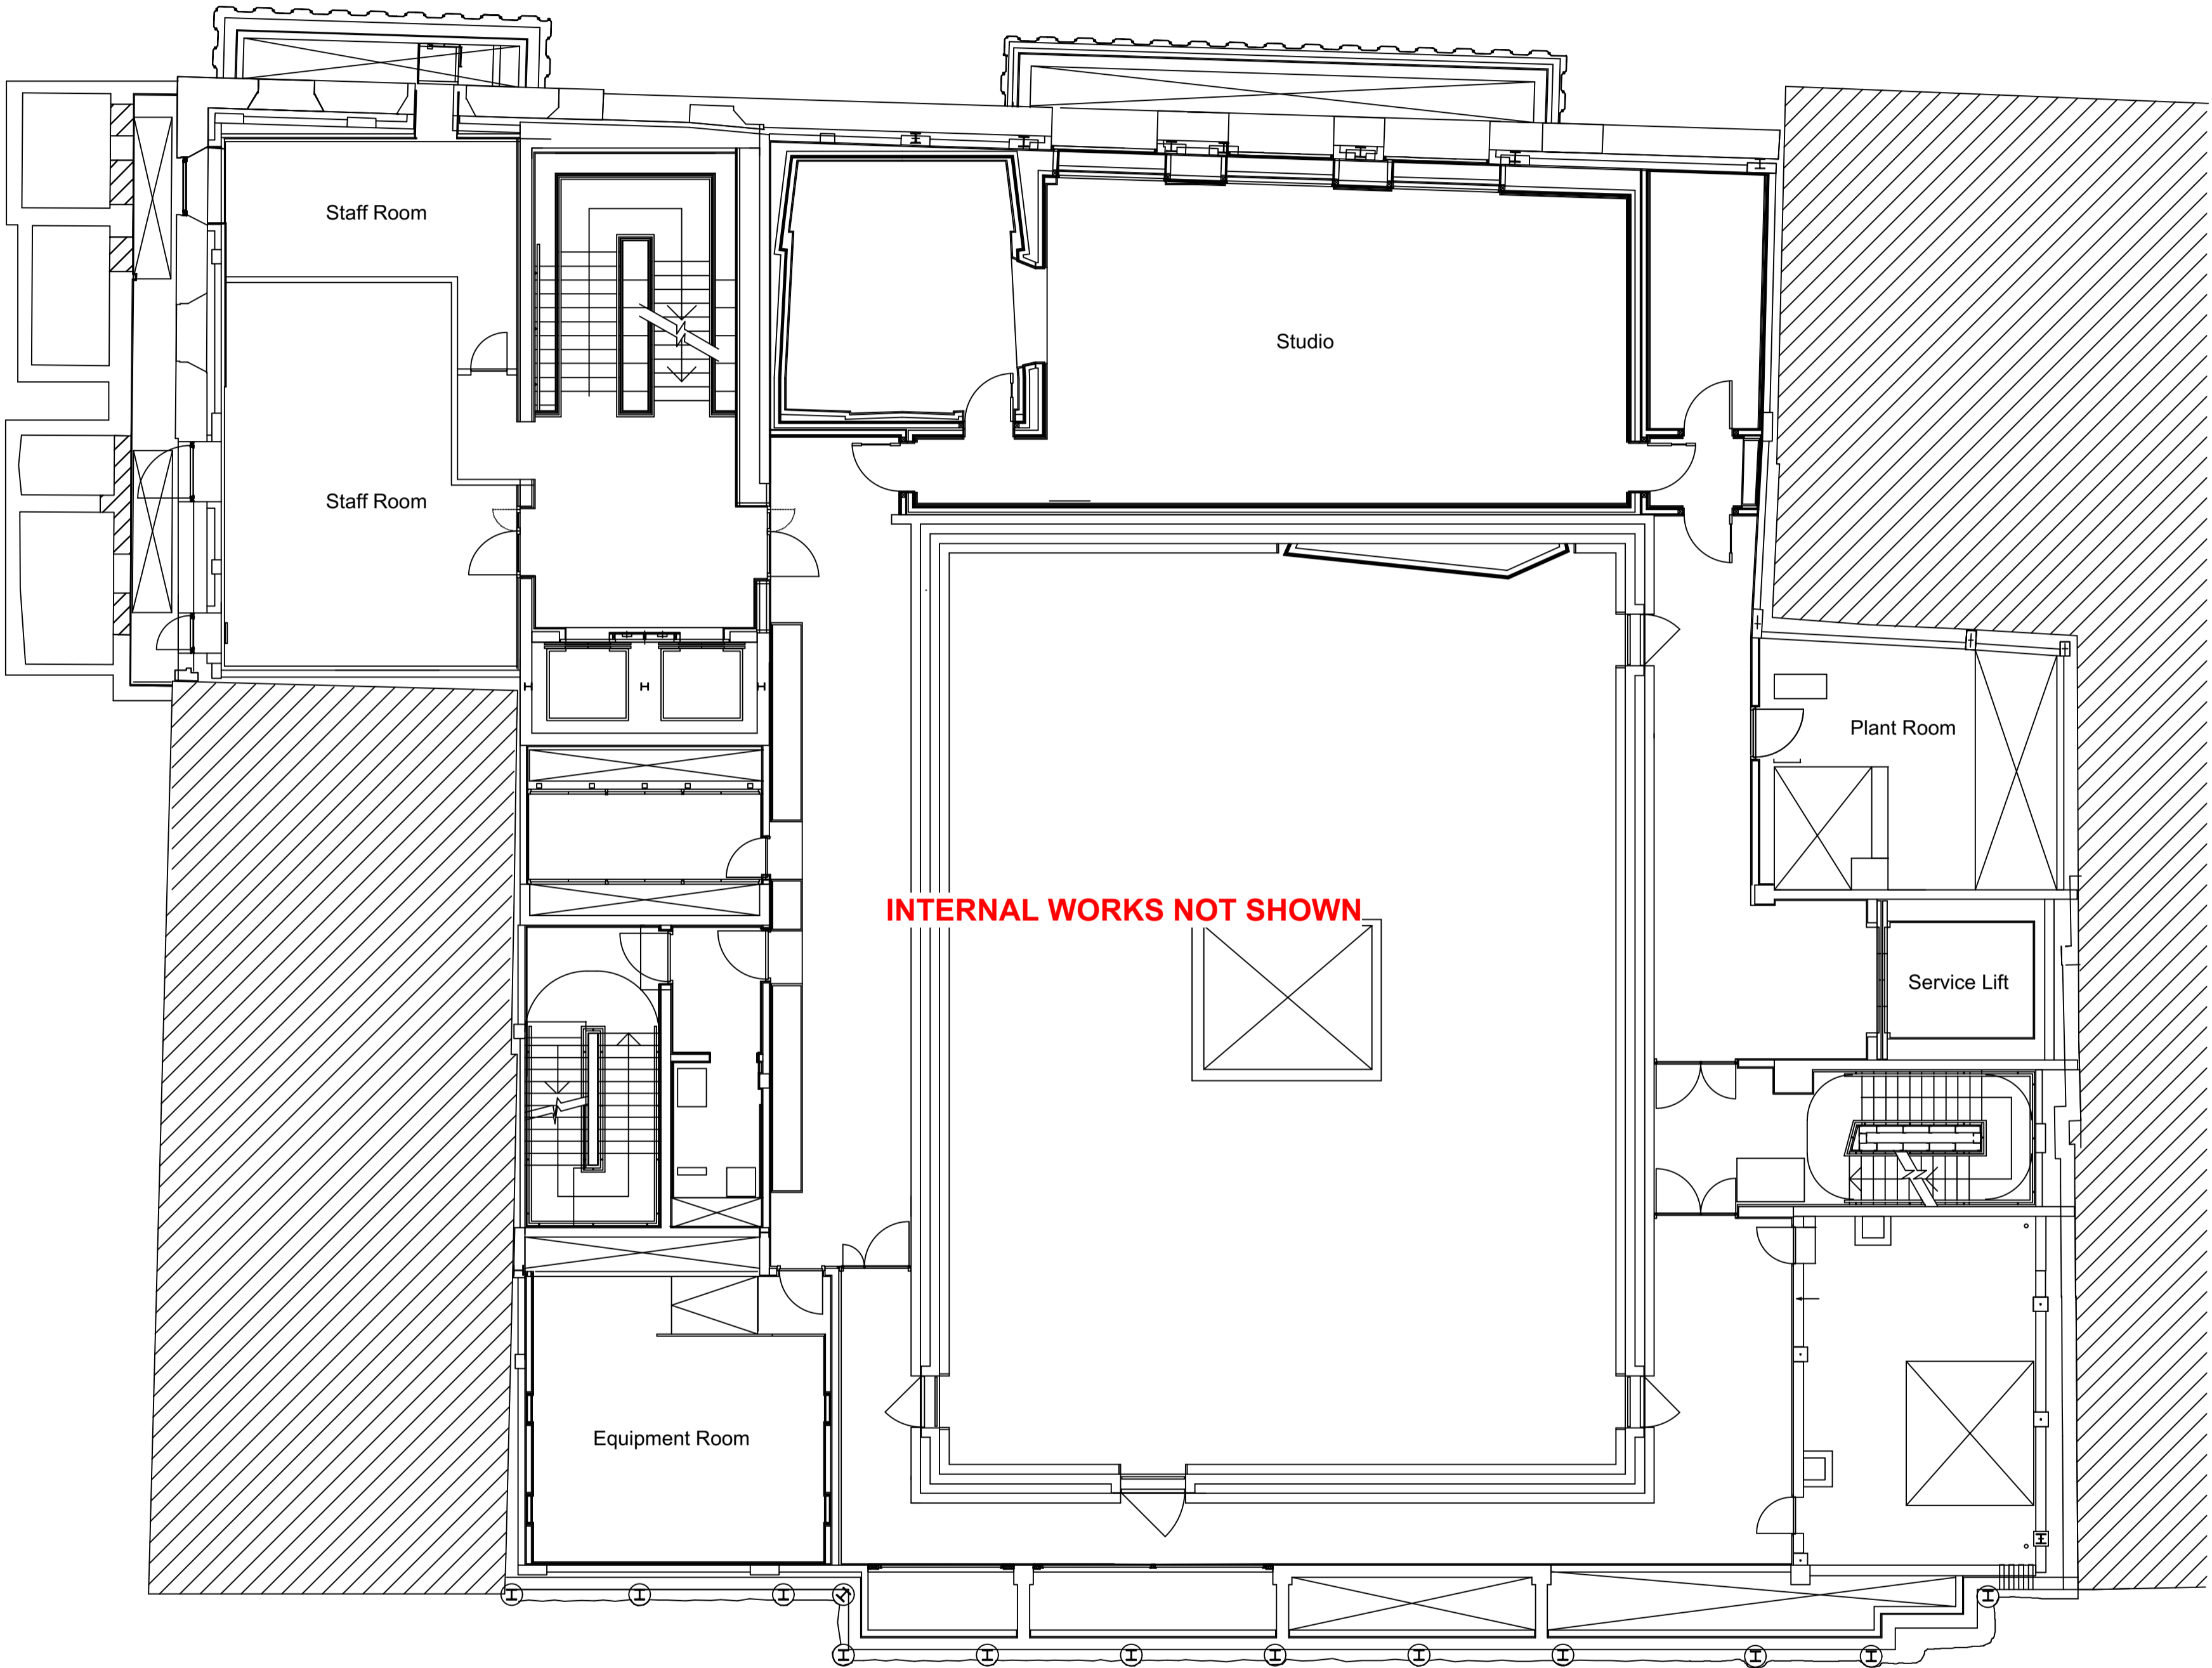 Staff Room
Studio
Staff Room
Plant Room
INTERNAL WORKS NOT SHOWN
Service Lift
Equipment Room